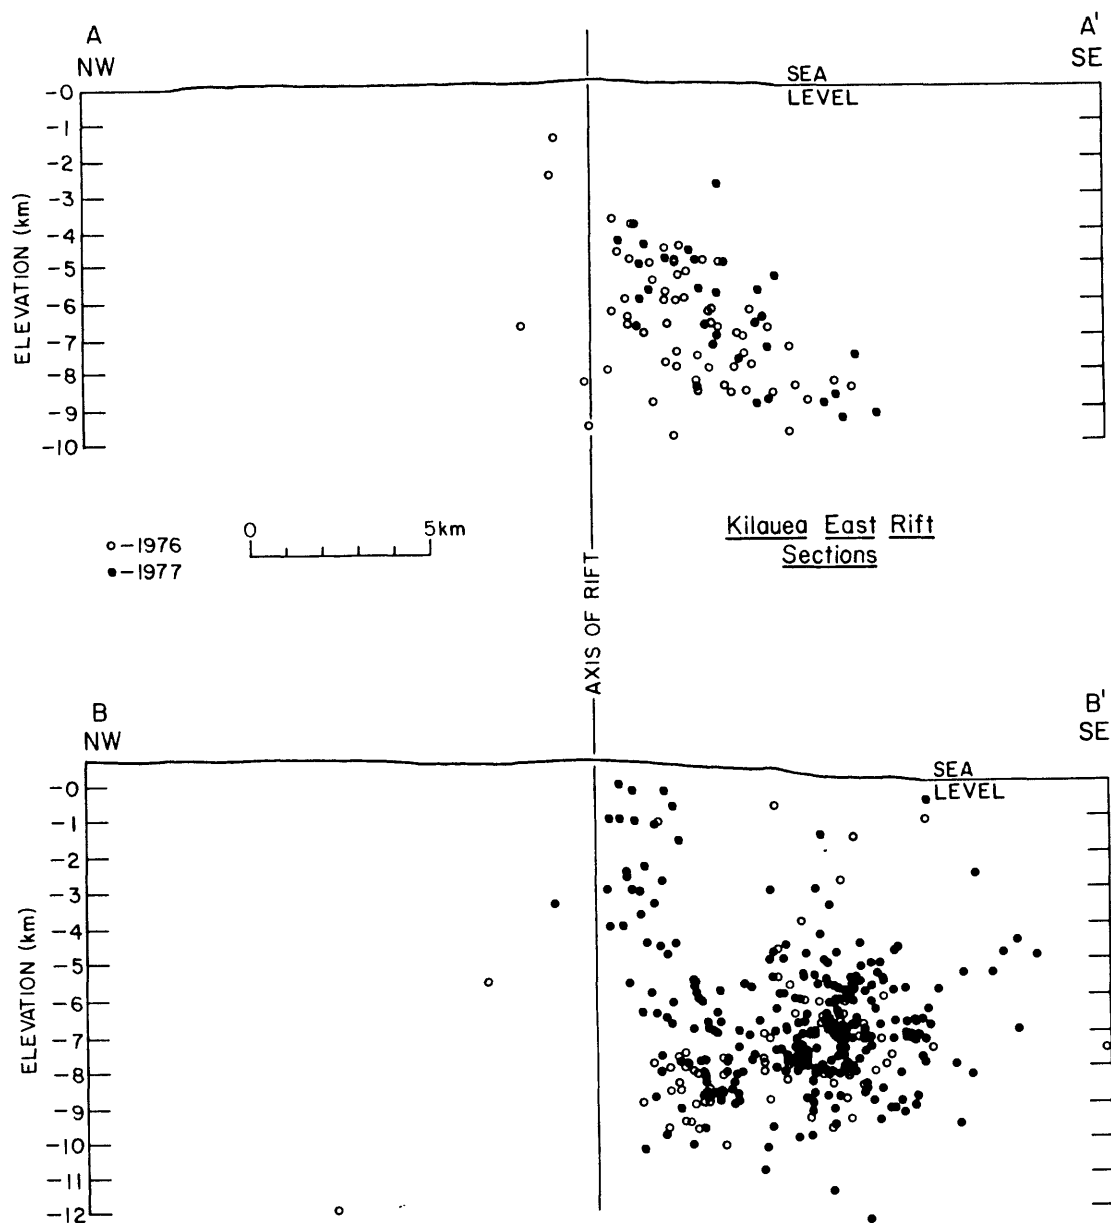 A
NW
A'
SE
SEA
LEVEL
-0
-1
-2
-3
-4
-5
-6
-7
-8
-9
-10
ELEVATION (km)
0 5km
o -1976
● -1977
Kilauea East Rift
Sections
AXIS OF RIFT
B
NW
B'
SE
SEA
LEVEL
-0
-1
-2
-3
-4
-5
-6
-7
-8
-9
-10
-11
-12
ELEVATION (km)